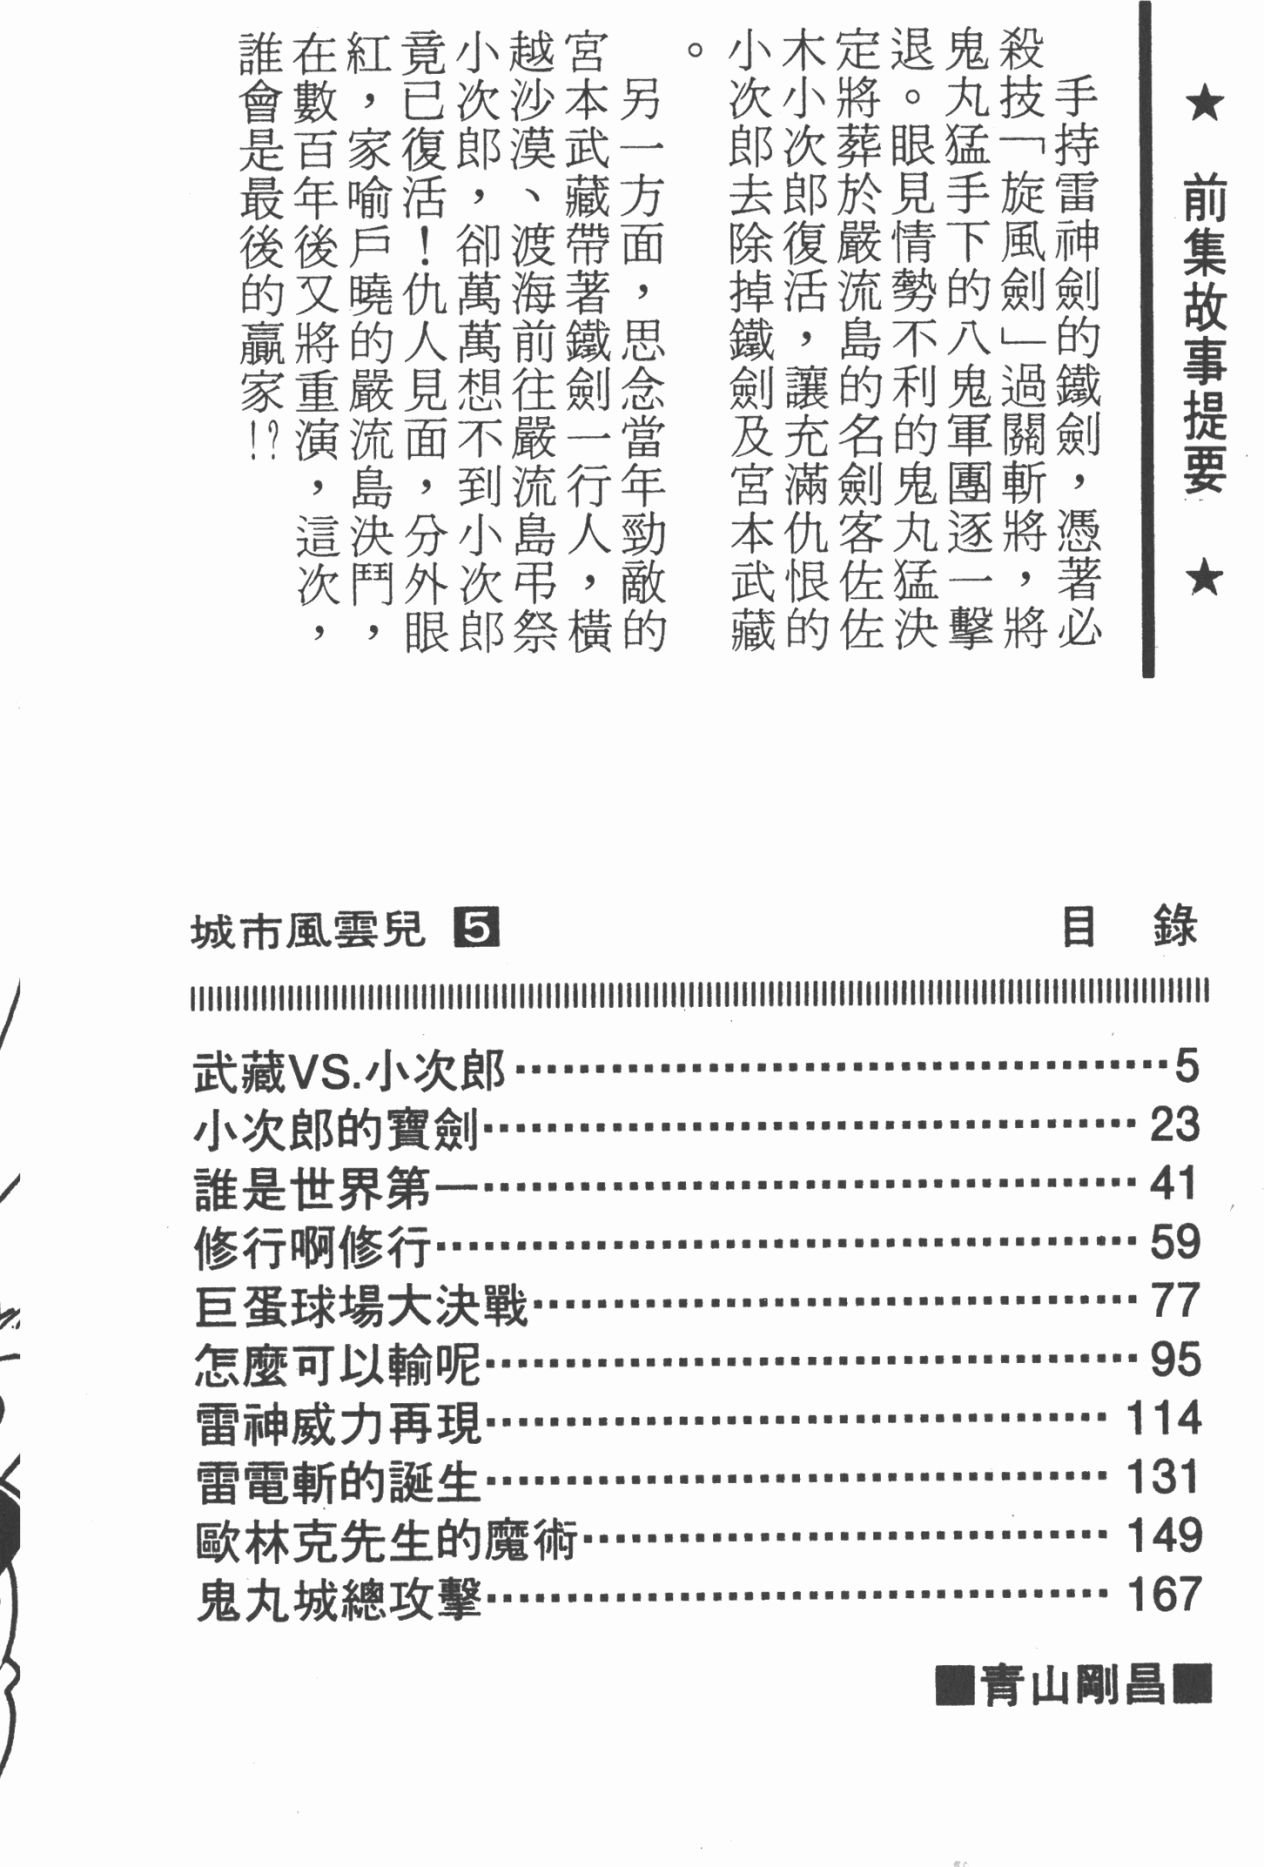 ★ 前集故事提要 ★
手持雷神劍的鐵劍，憑著必
殺技「旋風劍」過關斬將，將
鬼丸猛手下的八鬼軍團逐一擊
退。眼見情勢不利的鬼丸猛決
定將葬於嚴流島的名劍客佐佐
木小次郎復活，讓充滿仇恨的
小次郎去除掉鐵劍及宮本武藏
。
另一方面，思念當年勁敵的
宮本武藏帶著鐵劍一行人，橫
越沙漠、渡海前往嚴流島弔祭
小次郎，卻萬萬想不到小次郎
竟已復活！仇人見面，分外眼
紅，家喻戶曉的嚴流島決鬥，
在數百年後又將重演，這次，
誰會是最後的贏家!?
城市風雲兒 5 目 錄
武藏VS.小次郎……………………………………5
小次郎的寶劍……………………………………23
誰是世界第一……………………………………41
修行啊修行………………………………………59
巨蛋球場大決戰…………………………………77
怎麼可以輸呢……………………………………95
雷神威力再現……………………………………114
雷電斬的誕生……………………………………131
歐林克先生的魔術………………………………149
鬼丸城總攻擊……………………………………167
■青山剛昌■